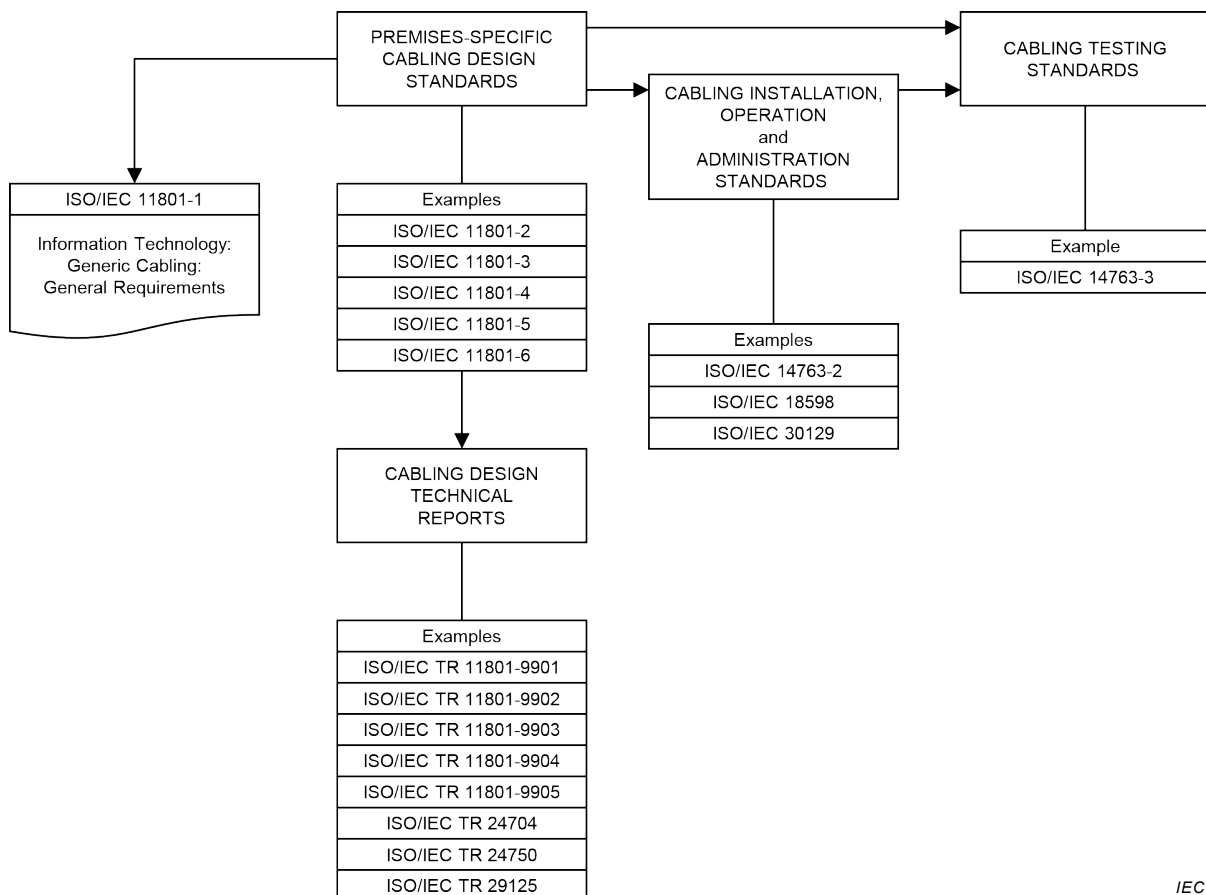 PREMISES-SPECIFIC
CABLING DESIGN
STANDARDS
CABLING TESTING
STANDARDS
CABLING INSTALLATION,
OPERATION
and
ADMINISTRATION
STANDARDS
ISO/IEC 11801-1
Information Technology:
Generic Cabling:
General Requirements
Examples
ISO/IEC 11801-2
ISO/IEC 11801-3
ISO/IEC 11801-4
ISO/IEC 11801-5
ISO/IEC 11801-6
Example
ISO/IEC 14763-3
Examples
ISO/IEC 14763-2
ISO/IEC 18598
ISO/IEC 30129
CABLING DESIGN
TECHNICAL
REPORTS
Examples
ISO/IEC TR 11801-9901
ISO/IEC TR 11801-9902
ISO/IEC TR 11801-9903
ISO/IEC TR 11801-9904
ISO/IEC TR 11801-9905
ISO/IEC TR 24704
ISO/IEC TR 24750
ISO/IEC TR 29125
IEC